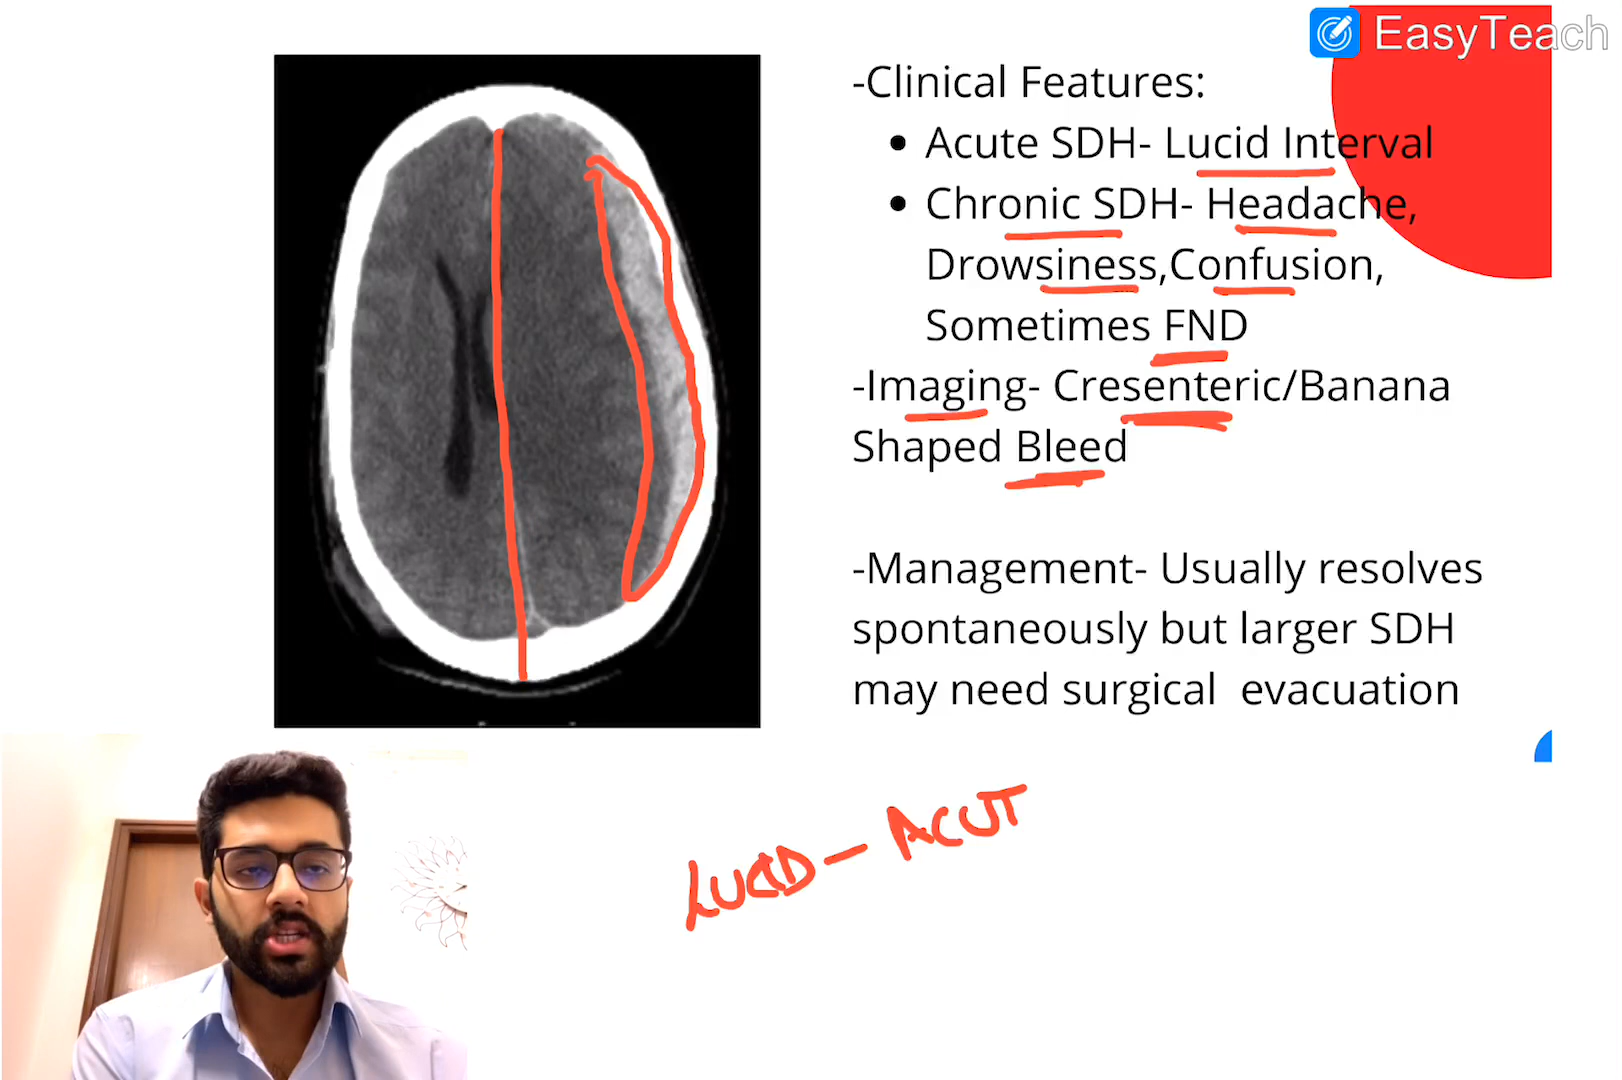 EasyTeach
-Clinical Features:
Acute SDH- Lucid Interval
Chronic SDH- Headache,
Drowsiness,Confusion,
Sometimes FND
-Imaging- Cresenteric/Banana
Shaped Bleed
-Management- Usually resolves
spontaneously but larger SDH
may need surgical evacuation
LUCID - ACUT